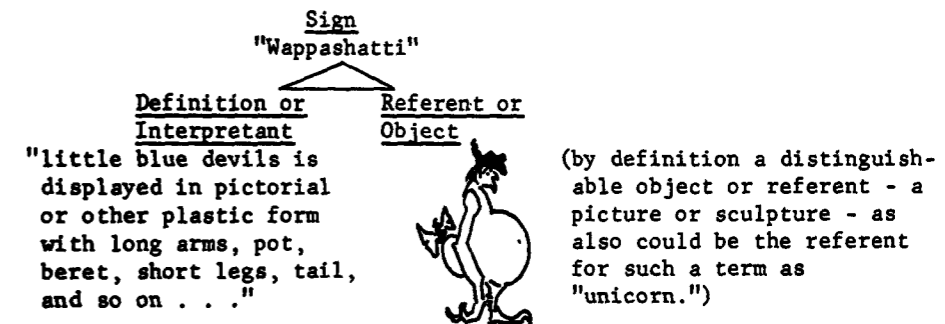 Sign
"Wappashatti"
Definition or
Interpretant
Referent or
Object
"little blue devils is
displayed in pictorial
or other plastic form
with long arms, pot,
beret, short legs, tail,
and so on . . ."
(by definition a distinguish-
able object or referent - a
picture or sculpture - as
also could be the referent
for such a term as
"unicorn.")